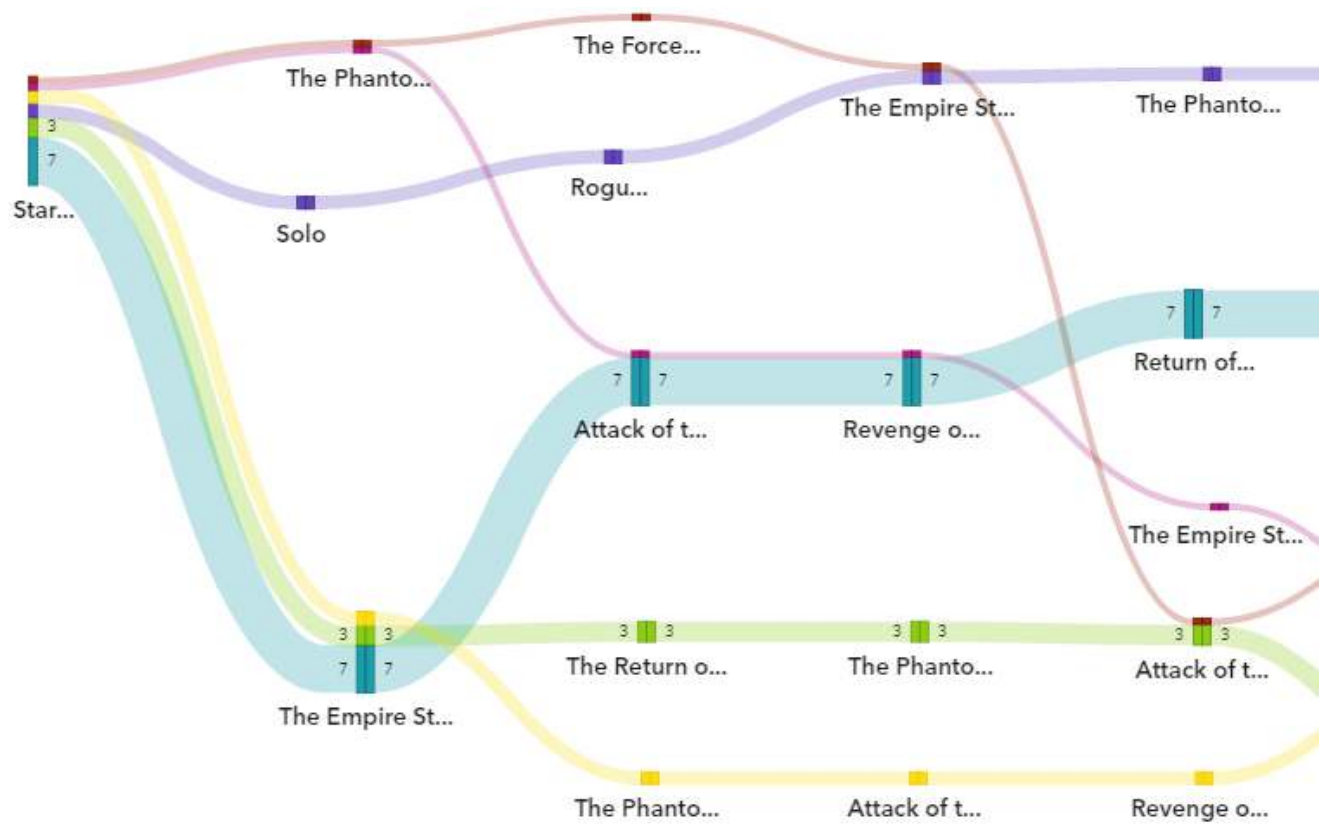 The Force...
The Phanto...
The Empire St...
The Phanto...
3
7
Star...
Solo
Rogu...
7 7
Return of...
7 7
7 7
Attack of t...
Revenge o...
The Empire St...
3 3
3 3
3 3
3 3
7 7
The Return o...
The Phanto...
Attack of t...
The Empire St...
The Phanto...
Attack of t...
Revenge o...